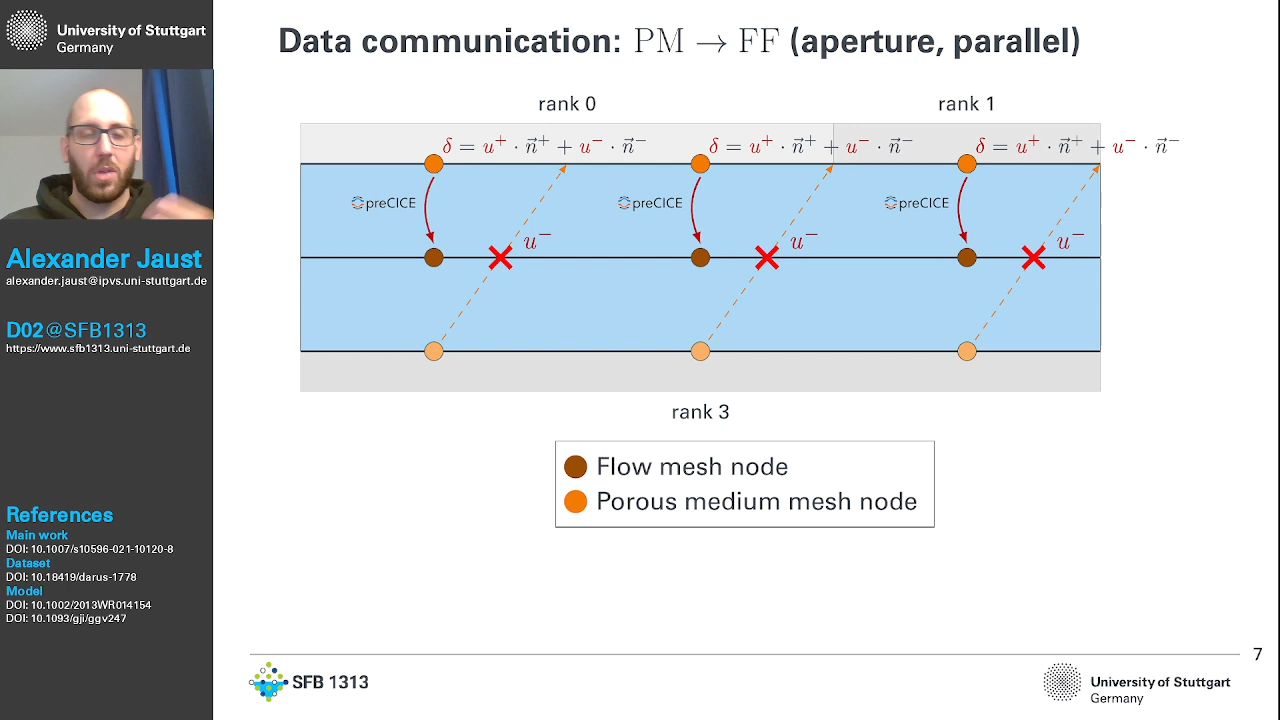 University of Stuttgart
Germany
Data communication: PM → FF (aperture, parallel)
rank 0
rank 1
δ = u⁺ · n⃗⁺ + u⁻ · n⃗⁻
δ = u⁺ · n⃗⁺ + u⁻ · n⃗⁻
δ = u⁺ · n⃗⁺ + u⁻ · n⃗⁻
preCICE
preCICE
preCICE
u⁻
u⁻
u⁻
rank 3
Flow mesh node
Porous medium mesh node
Alexander Jaust
alexander.jaust@ipvs.uni-stuttgart.de
D02@SFB1313
https://www.sfb1313.uni-stuttgart.de
References
Main work
DOI: 10.1007/s10596-021-10120-8
Dataset
DOI: 10.18419/darus-1778
Model
DOI: 10.1002/2013WR014154
DOI: 10.1093/gji/ggv247
7
SFB 1313
University of Stuttgart
Germany